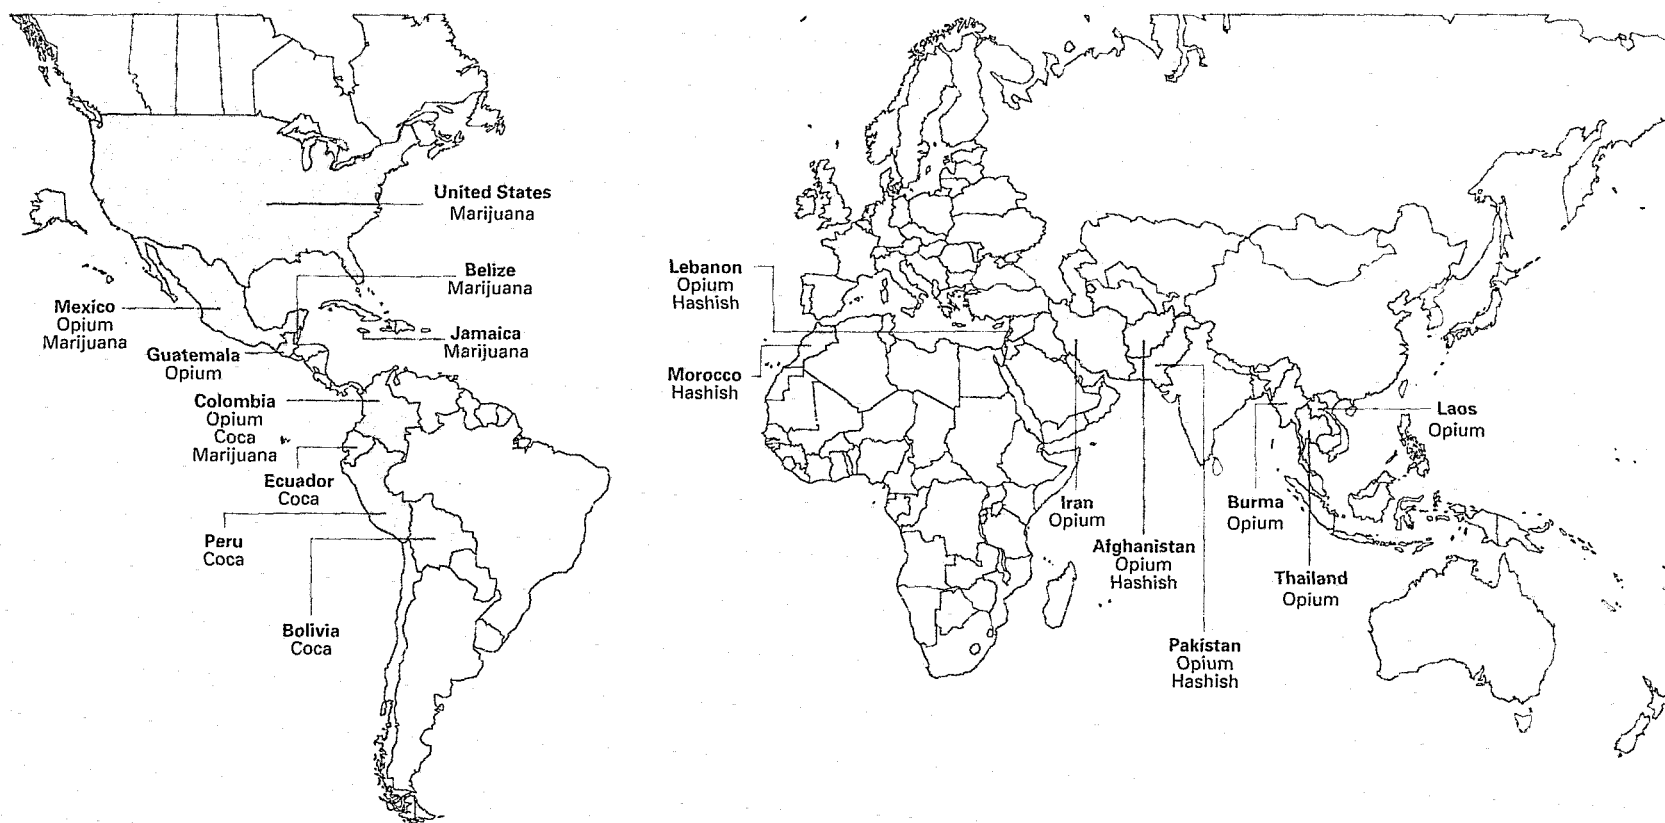 United States
Marijuana
Belize
Marijuana
Mexico
Opium
Marijuana
Jamaica
Marijuana
Guatemala
Opium
Colombia
Opium
Coca
Marijuana
Ecuador
Coca
Peru
Coca
Bolivia
Coca
Lebanon
Opium
Hashish
Morocco
Hashish
Iran
Opium
Afghanistan
Opium
Hashish
Pakistan
Opium
Hashish
Burma
Opium
Thailand
Opium
Laos
Opium